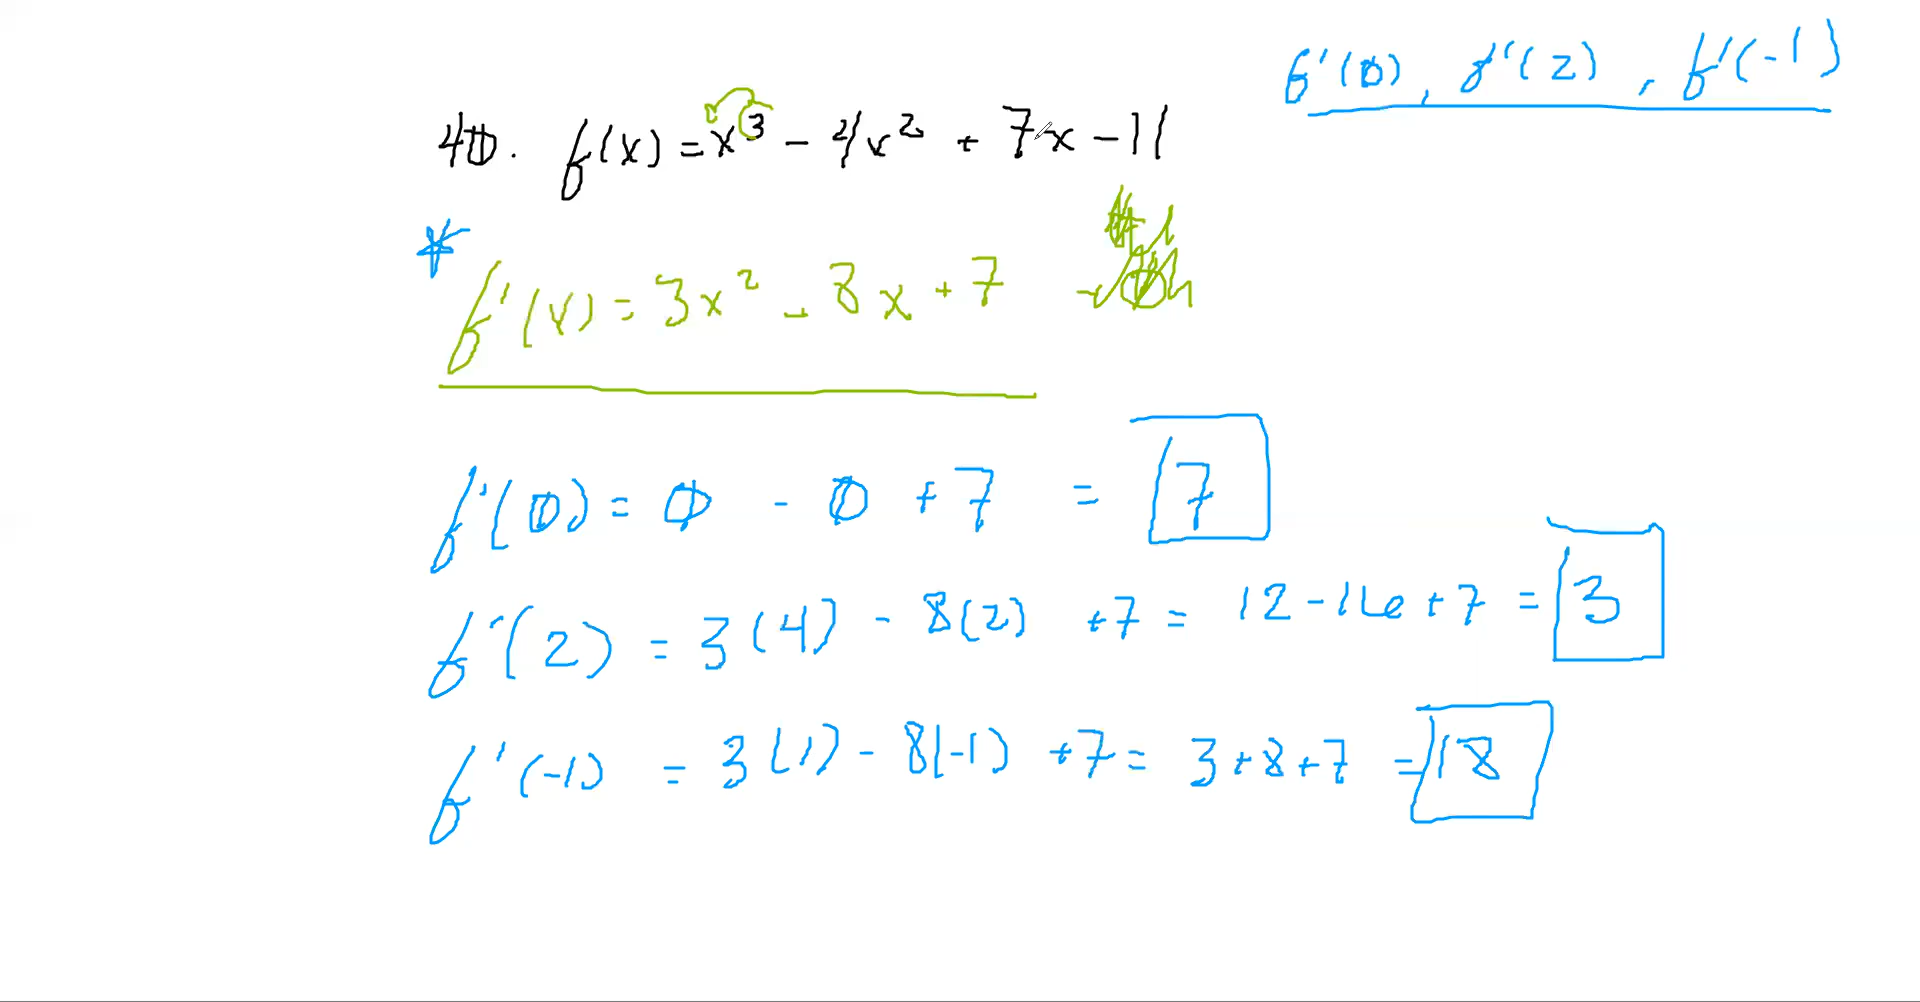 f'(0), f'(2), f'(-1)
40. f(x) = x³ - 4x² + 7x - 11
* f'(x) = 3x² - 8x + 7
f'(0) = 0 - 0 + 7 = 7
f'(2) = 3(4) - 8(2) + 7 = 12 - 16 + 7 = 3
f'(-1) = 3(1) - 8(-1) + 7 = 3 + 8 + 7 = 18